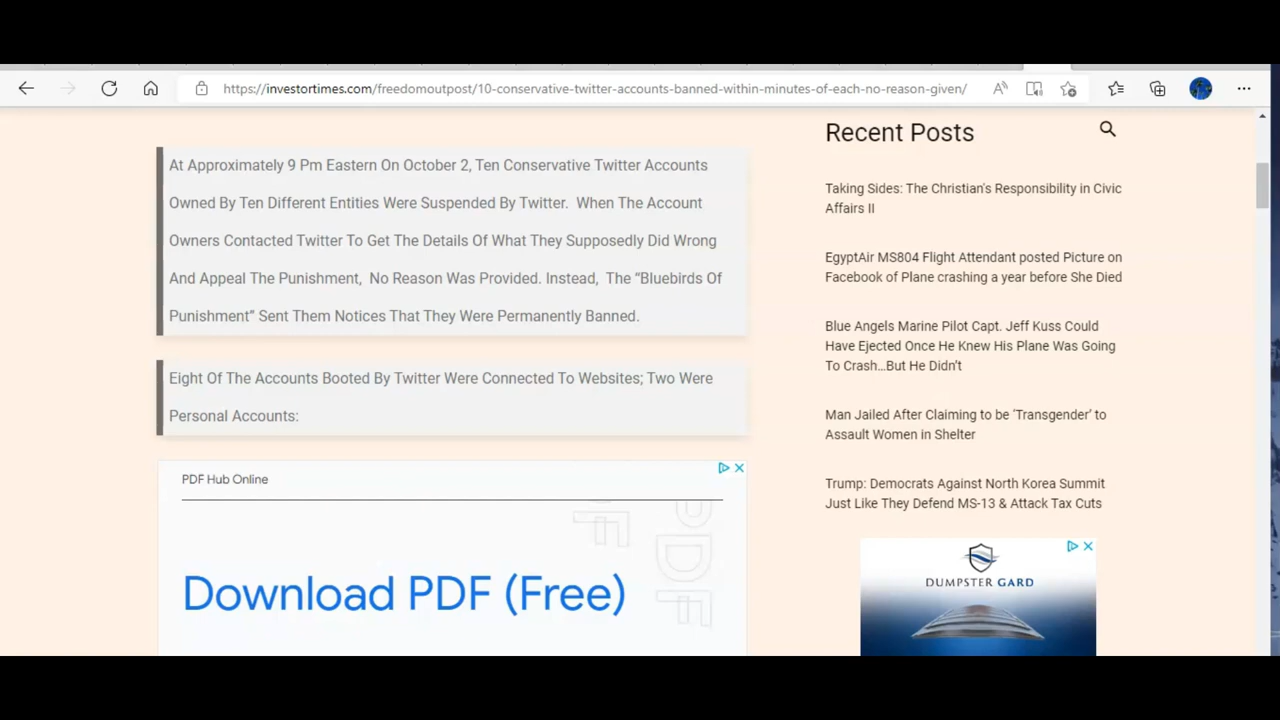 https://investortimes.com/freedomoutpost/10-conservative-twitter-accounts-banned-within-minutes-of-each-no-reason-given/
At Approximately 9 Pm Eastern On October 2, Ten Conservative Twitter Accounts
Owned By Ten Different Entities Were Suspended By Twitter.  When The Account
Owners Contacted Twitter To Get The Details Of What They Supposedly Did Wrong
And Appeal The Punishment,  No Reason Was Provided. Instead,  The “Bluebirds Of
Punishment” Sent Them Notices That They Were Permanently Banned.
Eight Of The Accounts Booted By Twitter Were Connected To Websites; Two Were
Personal Accounts:
PDF Hub Online
PDF
PDF
Download PDF (Free)
Recent Posts
Taking Sides: The Christian's Responsibility in Civic
Affairs II
EgyptAir MS804 Flight Attendant posted Picture on
Facebook of Plane crashing a year before She Died
Blue Angels Marine Pilot Capt. Jeff Kuss Could
Have Ejected Once He Knew His Plane Was Going
To Crash…But He Didn't
Man Jailed After Claiming to be ‘Transgender’ to
Assault Women in Shelter
Trump: Democrats Against North Korea Summit
Just Like They Defend MS-13 & Attack Tax Cuts
DUMPSTER GARD